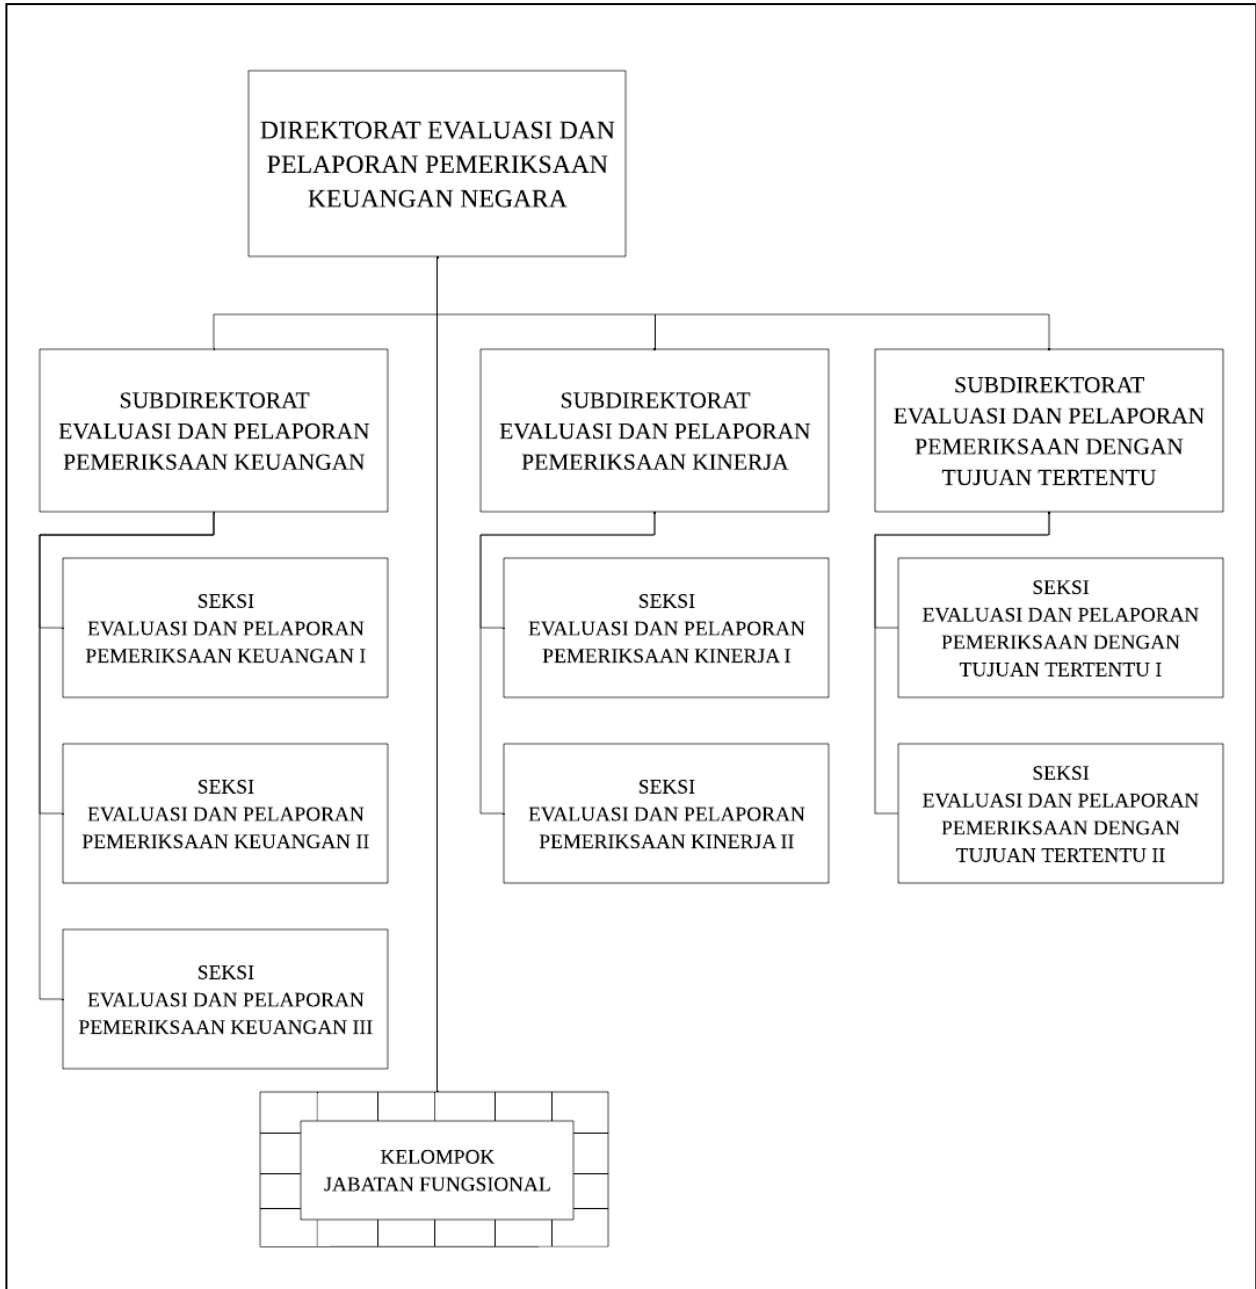 DIREKTORAT EVALUASI DAN
PELAPORAN PEMERIKSAAN
KEUANGAN NEGARA
SUBDIREKTORAT
EVALUASI DAN PELAPORAN
PEMERIKSAAN KEUANGAN
SUBDIREKTORAT
EVALUASI DAN PELAPORAN
PEMERIKSAAN KINERJA
SUBDIREKTORAT
EVALUASI DAN PELAPORAN
PEMERIKSAAN DENGAN
TUJUAN TERTENTU
SEKSI
EVALUASI DAN PELAPORAN
PEMERIKSAAN KEUANGAN I
SEKSI
EVALUASI DAN PELAPORAN
PEMERIKSAAN KINERJA I
SEKSI
EVALUASI DAN PELAPORAN
PEMERIKSAAN DENGAN
TUJUAN TERTENTU I
SEKSI
EVALUASI DAN PELAPORAN
PEMERIKSAAN KEUANGAN II
SEKSI
EVALUASI DAN PELAPORAN
PEMERIKSAAN KINERJA II
SEKSI
EVALUASI DAN PELAPORAN
PEMERIKSAAN DENGAN
TUJUAN TERTENTU II
SEKSI
EVALUASI DAN PELAPORAN
PEMERIKSAAN KEUANGAN III
KELOMPOK
JABATAN FUNGSIONAL